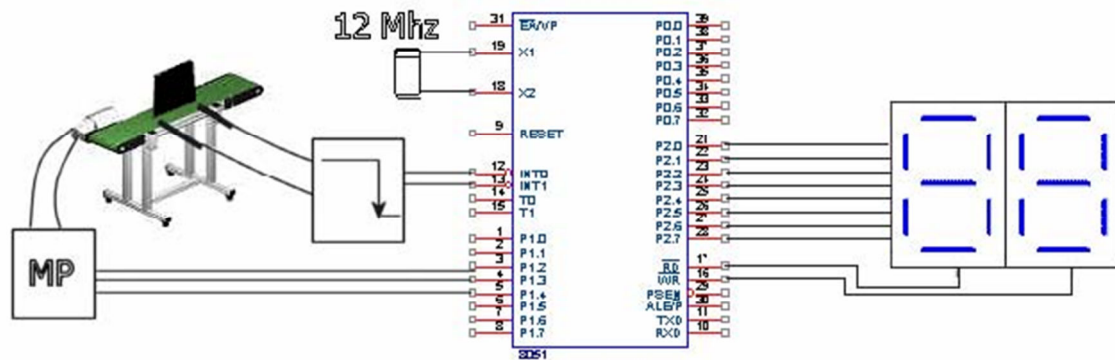 12 Mhz
MP
31 EA/VP
19 X1
18 X2
9 RESET
12 INT0
13 INT1
14 T0
15 T1
1 P1.0
2 P1.1
3 P1.2
4 P1.3
5 P1.4
6 P1.5
7 P1.6
8 P1.7
P0.0 39
P0.1 38
P0.2 37
P0.3 36
P0.4 35
P0.5 34
P0.6 33
P0.7 32
P2.0 21
P2.1 22
P2.2 23
P2.3 24
P2.4 25
P2.5 26
P2.6 27
P2.7 28
RD 17
WR 16
PSEN 29
ALE/P 30
TXD 11
RXD 10
8051